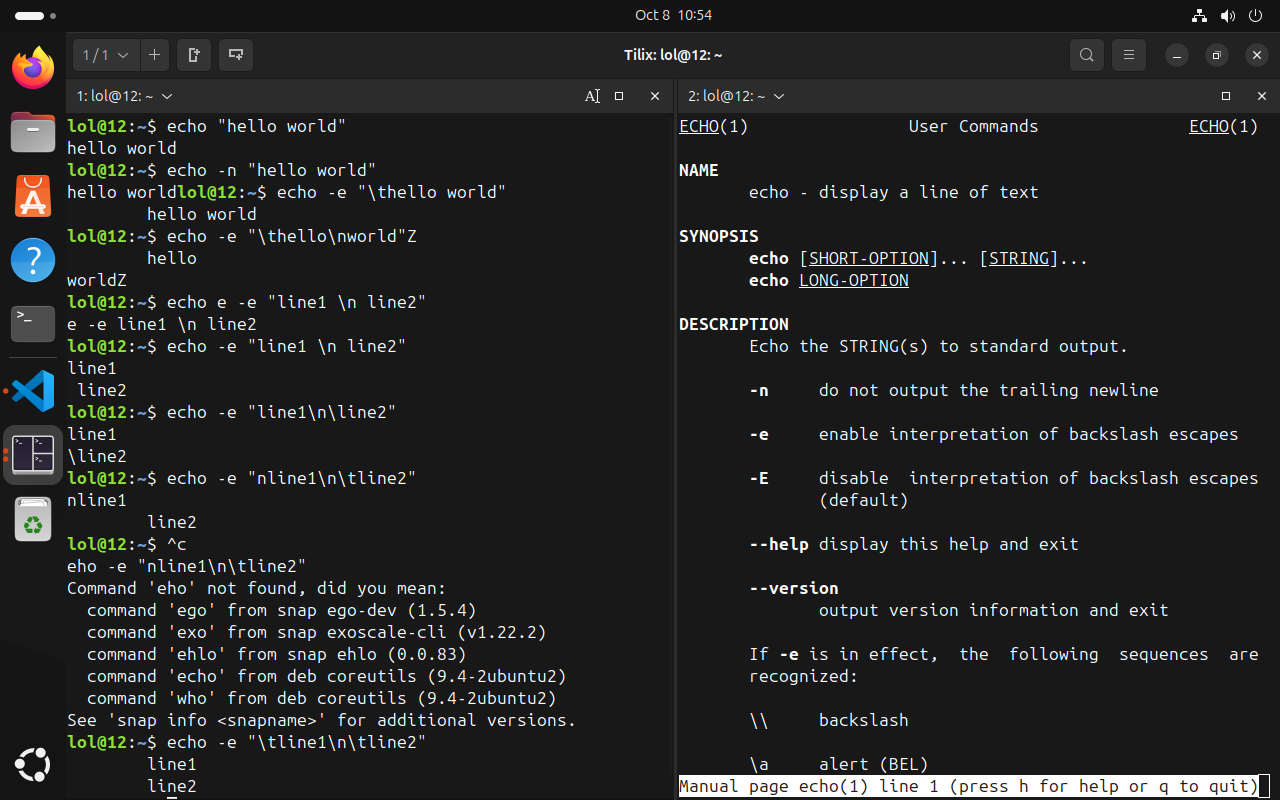 Oct 8 10:54
1 / 1
Tilix: lol@12: ~
1: lol@12: ~
lol@12:~$ echo "hello world"
hello world
lol@12:~$ echo -n "hello world"
hello worldlol@12:~$ echo -e "\thello world"
hello world
lol@12:~$ echo -e "\thello\nworld"Z
hello
worldZ
lol@12:~$ echo e -e "line1 \n line2"
e -e line1 \n line2
lol@12:~$ echo -e "line1 \n line2"
line1
line2
lol@12:~$ echo -e "line1\n\line2"
line1
\line2
lol@12:~$ echo -e "nline1\n\tline2"
nline1
line2
lol@12:~$ ^c
eho -e "nline1\n\tline2"
Command 'eho' not found, did you mean:
command 'ego' from snap ego-dev (1.5.4)
command 'exo' from snap exoscale-cli (v1.22.2)
command 'ehlo' from snap ehlo (0.0.83)
command 'echo' from deb coreutils (9.4-2ubuntu2)
command 'who' from deb coreutils (9.4-2ubuntu2)
See 'snap info <snapname>' for additional versions.
lol@12:~$ echo -e "\tline1\n\tline2"
line1
line2
2: lol@12: ~
ECHO(1) User Commands ECHO(1)
NAME
echo - display a line of text
SYNOPSIS
echo [SHORT-OPTION]... [STRING]...
echo LONG-OPTION
DESCRIPTION
Echo the STRING(s) to standard output.
-n do not output the trailing newline
-e enable interpretation of backslash escapes
-E disable interpretation of backslash escapes
(default)
--help display this help and exit
--version
output version information and exit
If -e is in effect, the following sequences are
recognized:
\\ backslash
\a alert (BEL)
Manual page echo(1) line 1 (press h for help or q to quit)